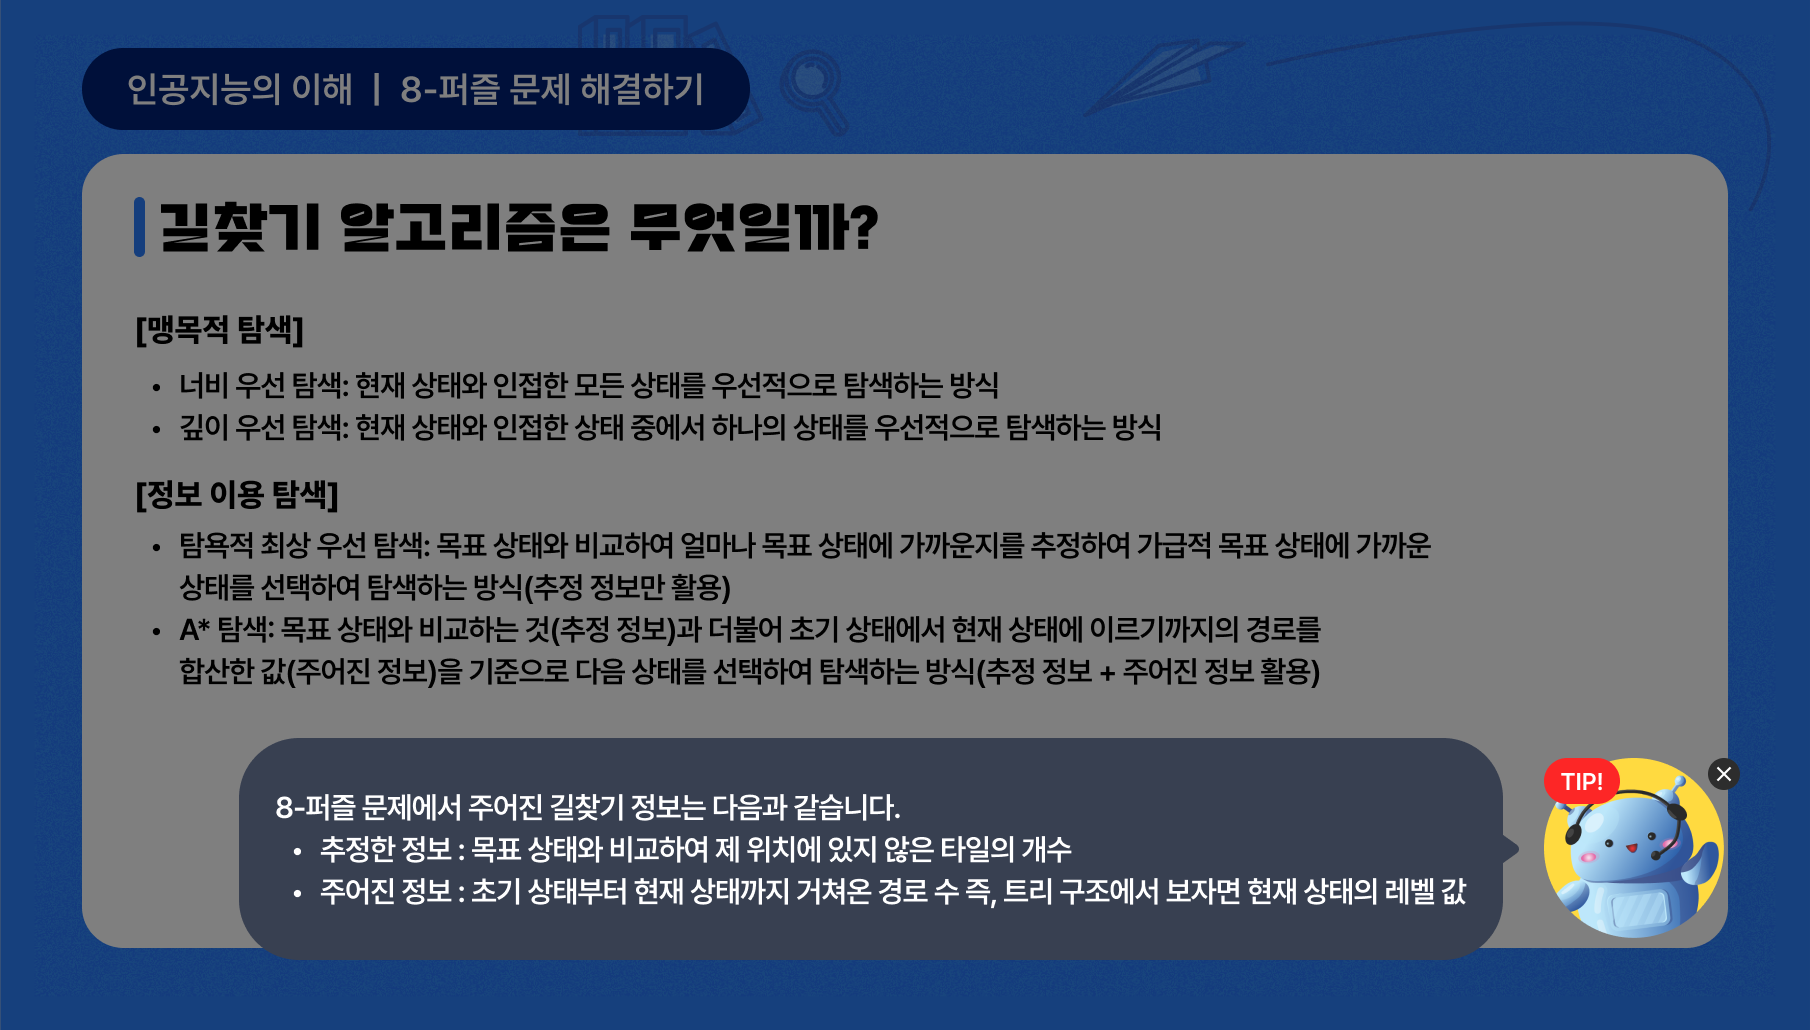 인공지능의 이해 | 8-퍼즐 문제 해결하기
길찾기 알고리즘은 무엇일까?
[맹목적 탐색]
• 너비 우선 탐색: 현재 상태와 인접한 모든 상태를 우선적으로 탐색하는 방식
• 깊이 우선 탐색: 현재 상태와 인접한 상태 중에서 하나의 상태를 우선적으로 탐색하는 방식
[정보 이용 탐색]
• 탐욕적 최상 우선 탐색: 목표 상태와 비교하여 얼마나 목표 상태에 가까운지를 추정하여 가급적 목표 상태에 가까운
상태를 선택하여 탐색하는 방식(추정 정보만 활용)
• A* 탐색: 목표 상태와 비교하는 것(추정 정보)과 더불어 초기 상태에서 현재 상태에 이르기까지의 경로를
합산한 값(주어진 정보)을 기준으로 다음 상태를 선택하여 탐색하는 방식(추정 정보 + 주어진 정보 활용)
8-퍼즐 문제에서 주어진 길찾기 정보는 다음과 같습니다.
• 추정한 정보 : 목표 상태와 비교하여 제 위치에 있지 않은 타일의 개수
• 주어진 정보 : 초기 상태부터 현재 상태까지 거쳐온 경로 수 즉, 트리 구조에서 보자면 현재 상태의 레벨 값
TIP!